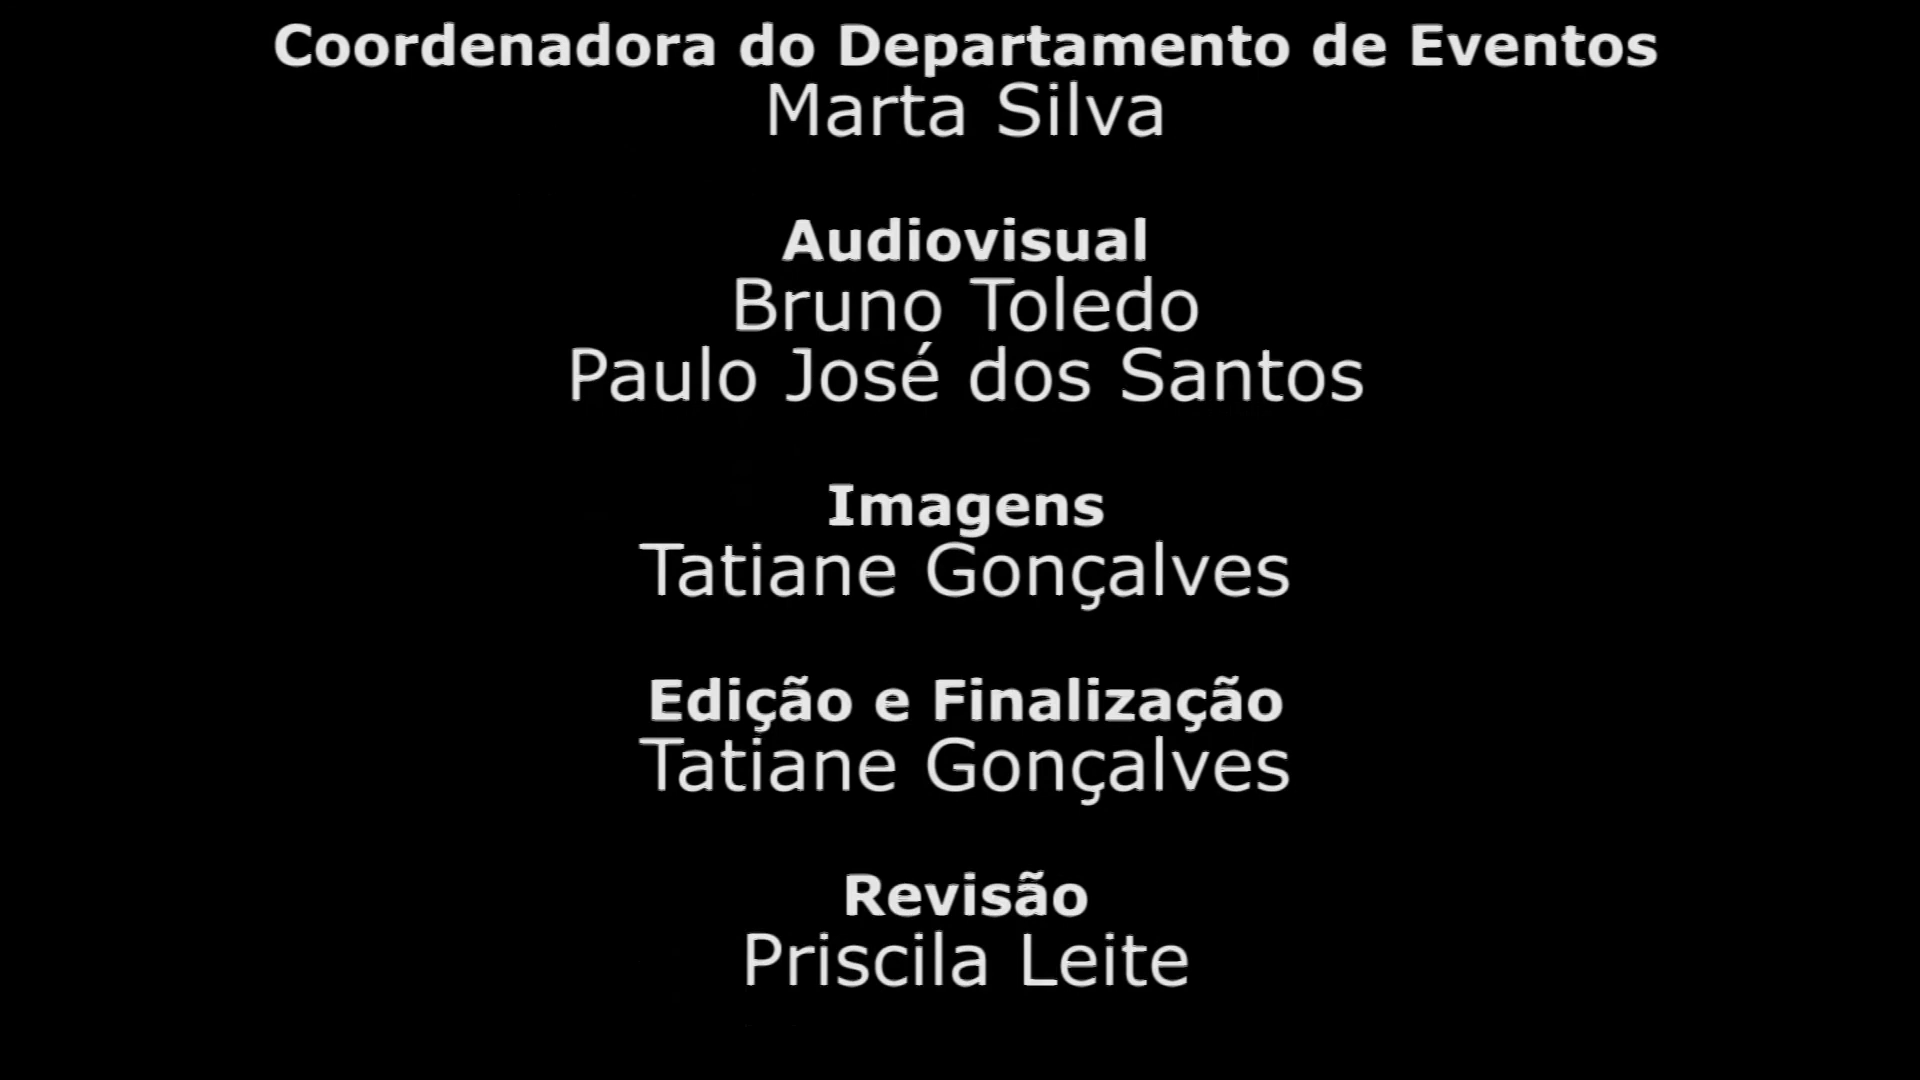 Coordenadora do Departamento de Eventos
Marta Silva
Audiovisual
Bruno Toledo
Paulo José dos Santos
Imagens
Tatiane Gonçalves
Edição e Finalização
Tatiane Gonçalves
Revisão
Priscila Leite